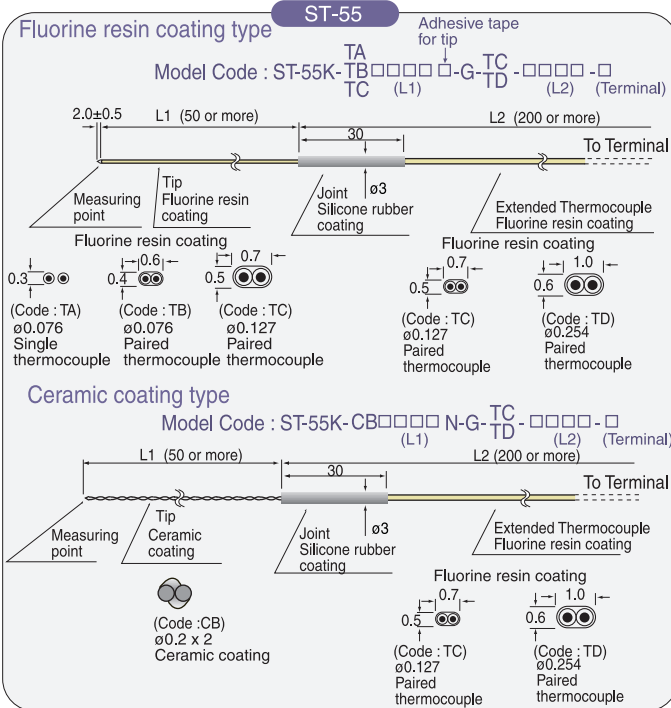 ST-55
Fluorine resin coating type
Adhesive tape
for tip
TA
Model Code : ST-55K- TB□□□□ □-G- TC - □□□□ - □
TC (L1) TD (L2) (Terminal)
2.0±0.5 L1 (50 or more) L2 (200 or more)
30
To Terminal
ø3
Measuring
point
Tip
Fluorine resin
coating
Joint
Silicone rubber
coating
Extended Thermocouple
Fluorine resin coating
Fluorine resin coating
0.3
(Code : TA)
ø0.076
Single
thermocouple
0.6
0.4
(Code : TB)
ø0.076
Paired
thermocouple
0.7
0.5
(Code : TC)
ø0.127
Paired
thermocouple
Fluorine resin coating
0.7
0.5
(Code : TC)
ø0.127
Paired
thermocouple
1.0
0.6
(Code : TD)
ø0.254
Paired
thermocouple
Ceramic coating type
Model Code : ST-55K- CB□□□□ N-G- TC - □□□□ - □
(L1) TD (L2) (Terminal)
L1 (50 or more) L2 (200 or more)
30
To Terminal
ø3
Measuring
point
Tip
Ceramic
coating
Joint
Silicone rubber
coating
Extended Thermocouple
Fluorine resin coating
(Code :CB)
ø0.2 x 2
Ceramic coating
Fluorine resin coating
0.7
0.5
(Code : TC)
ø0.127
Paired
thermocouple
1.0
0.6
(Code : TD)
ø0.254
Paired
thermocouple